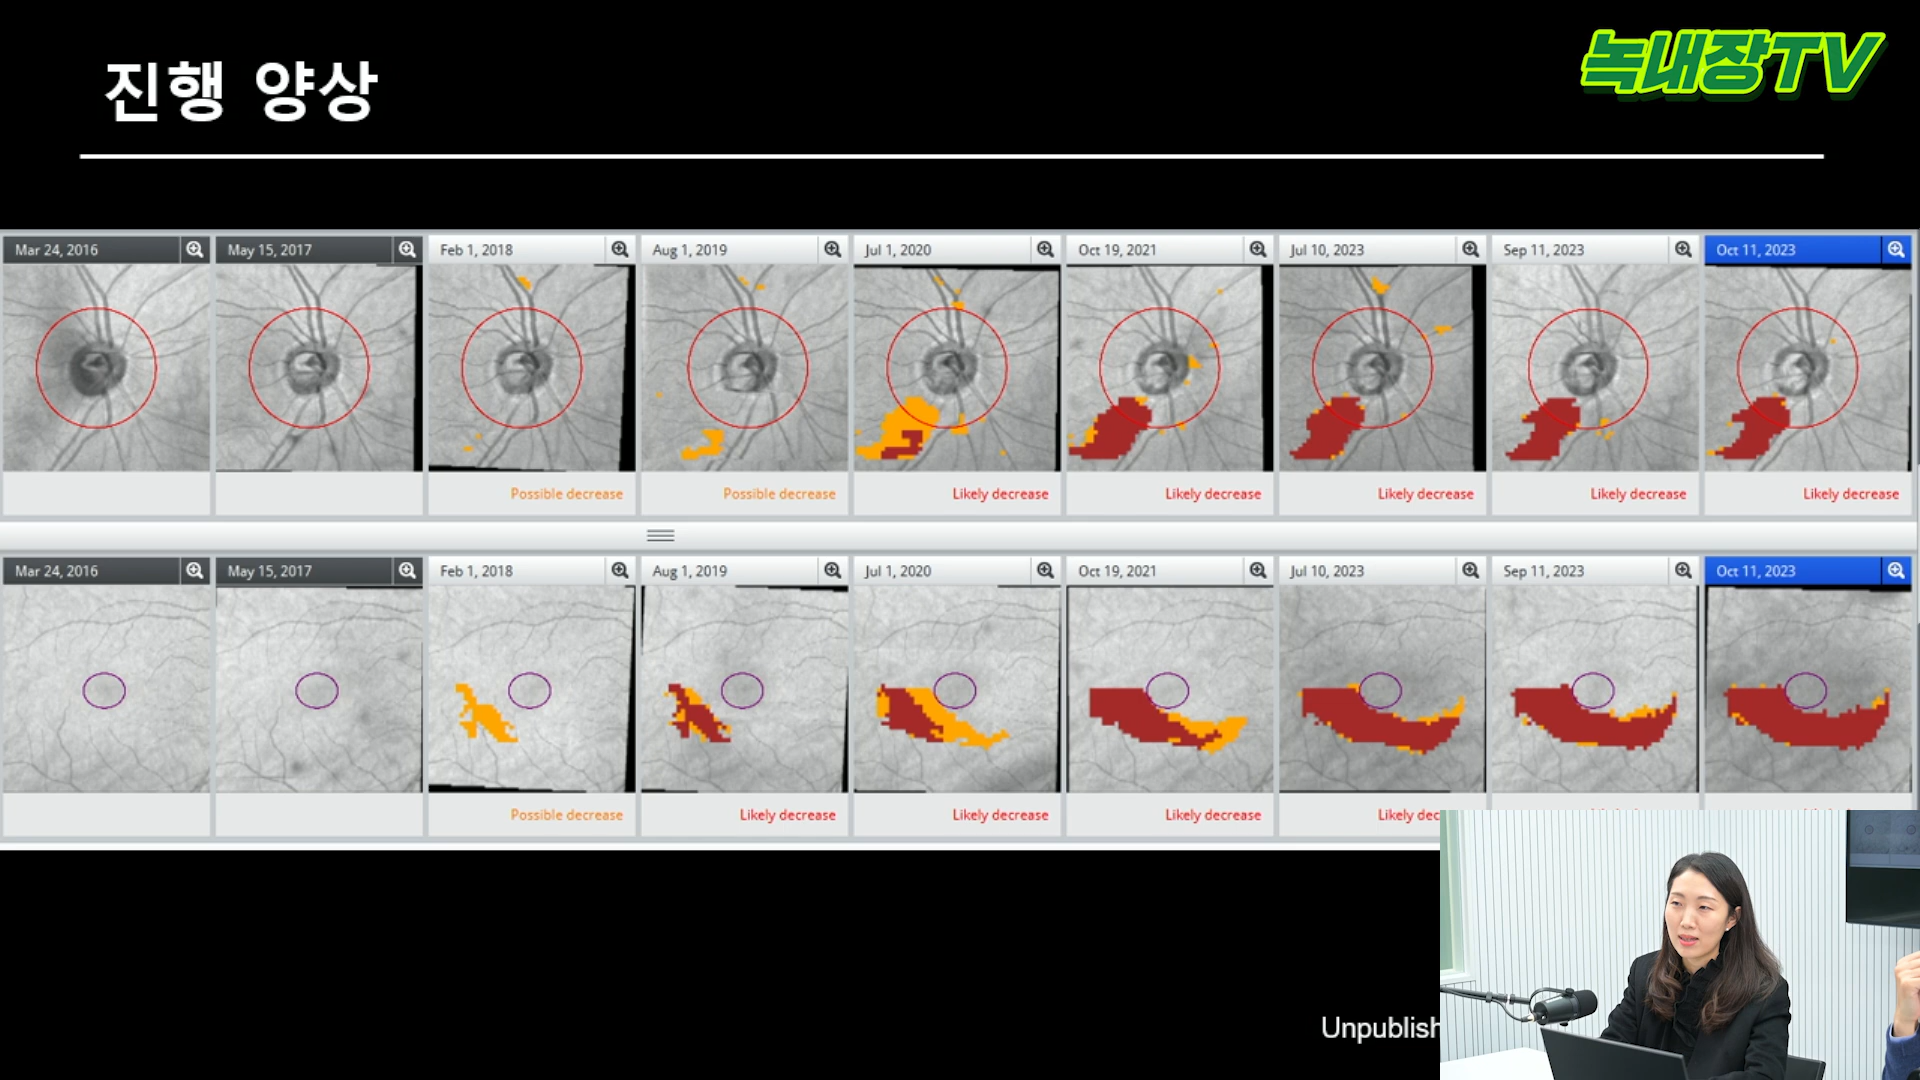 진행 양상
녹내장TV
Mar 24, 2016
May 15, 2017
Feb 1, 2018
Aug 1, 2019
Jul 1, 2020
Oct 19, 2021
Jul 10, 2023
Sep 11, 2023
Oct 11, 2023
Possible decrease
Possible decrease
Likely decrease
Likely decrease
Likely decrease
Likely decrease
Likely decrease
Mar 24, 2016
May 15, 2017
Feb 1, 2018
Aug 1, 2019
Jul 1, 2020
Oct 19, 2021
Jul 10, 2023
Sep 11, 2023
Oct 11, 2023
Possible decrease
Likely decrease
Likely decrease
Likely decrease
Likely dec
Unpublish